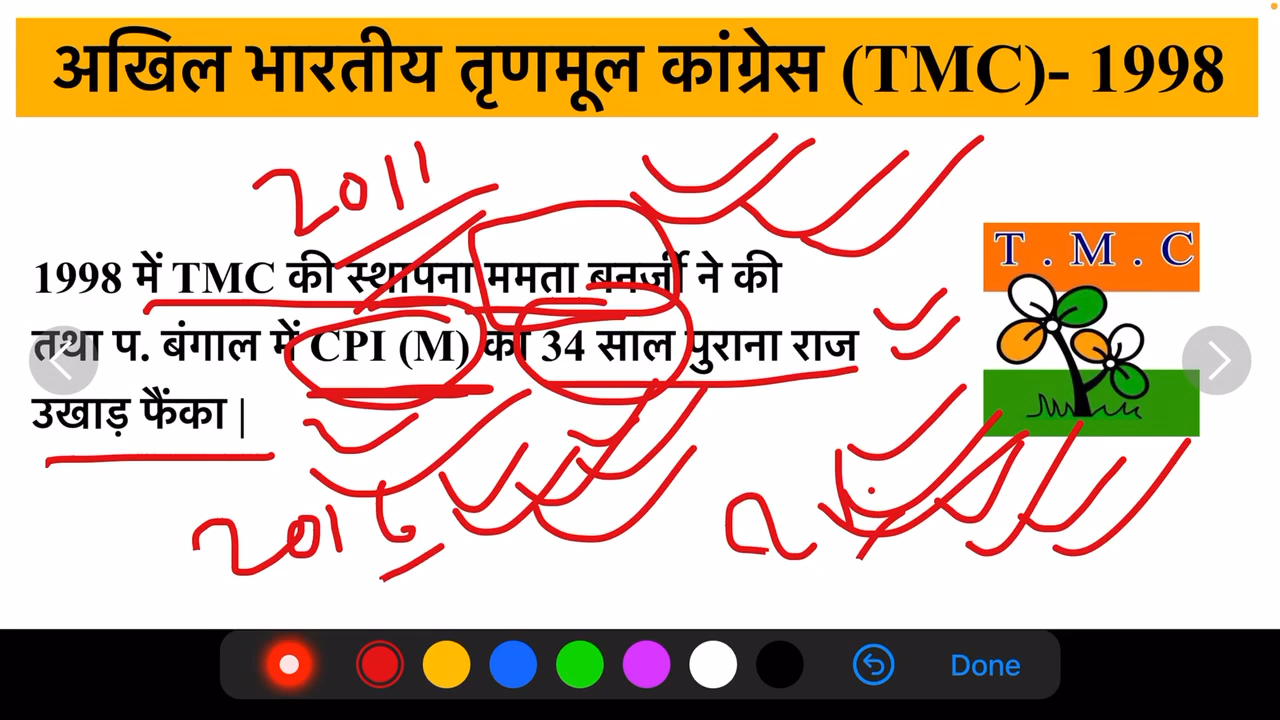 अखिल भारतीय तृणमूल कांग्रेस (TMC)- 1998
2011
T . M . C
1998 में TMC की स्थापना ममता बनर्जी ने की
तथा प. बंगाल में CPI (M) का 34 साल पुराना राज
उखाड़ फैंका |
2016
Done